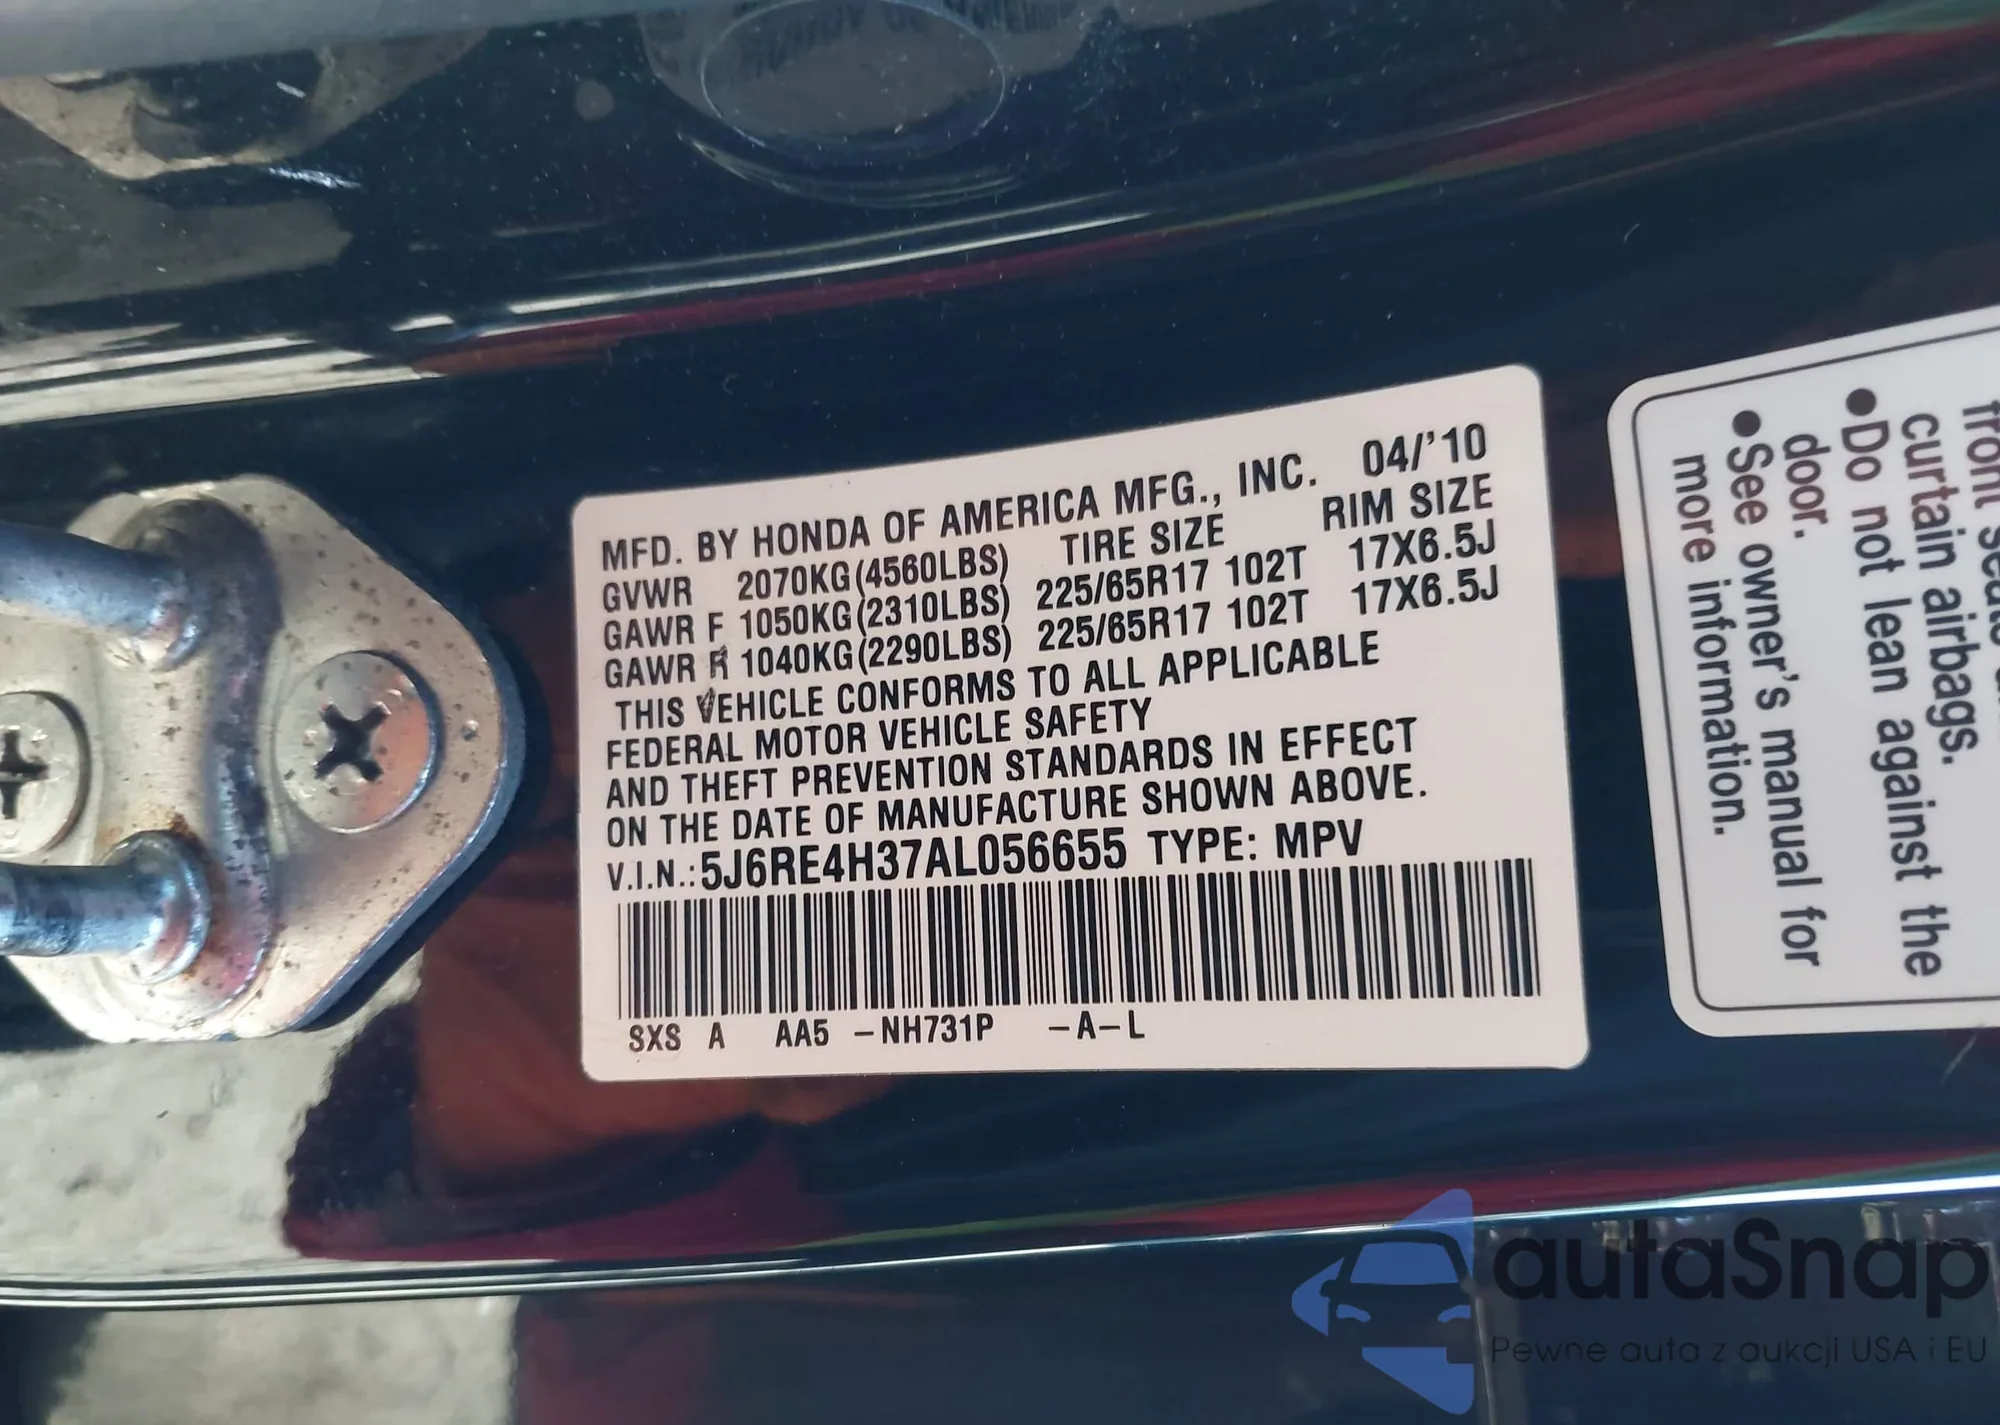 MFD. BY HONDA OF AMERICA MFG., INC. 04/'10
GVWR 2070KG(4560LBS) TIRE SIZE RIM SIZE
GAWR F 1050KG(2310LBS) 225/65R17 102T 17X6.5J
GAWR R 1040KG(2290LBS) 225/65R17 102T 17X6.5J
THIS VEHICLE CONFORMS TO ALL APPLICABLE
FEDERAL MOTOR VEHICLE SAFETY
AND THEFT PREVENTION STANDARDS IN EFFECT
ON THE DATE OF MANUFACTURE SHOWN ABOVE.
V.I.N.:5J6RE4H37AL056655 TYPE: MPV
SXS A AA5 -NH731P -A-L
front
curtain airbags.
●Do not lean against the
door.
●See owner's manual for
more information.
autaSnap
Pewne auta z aukcji USA i EU